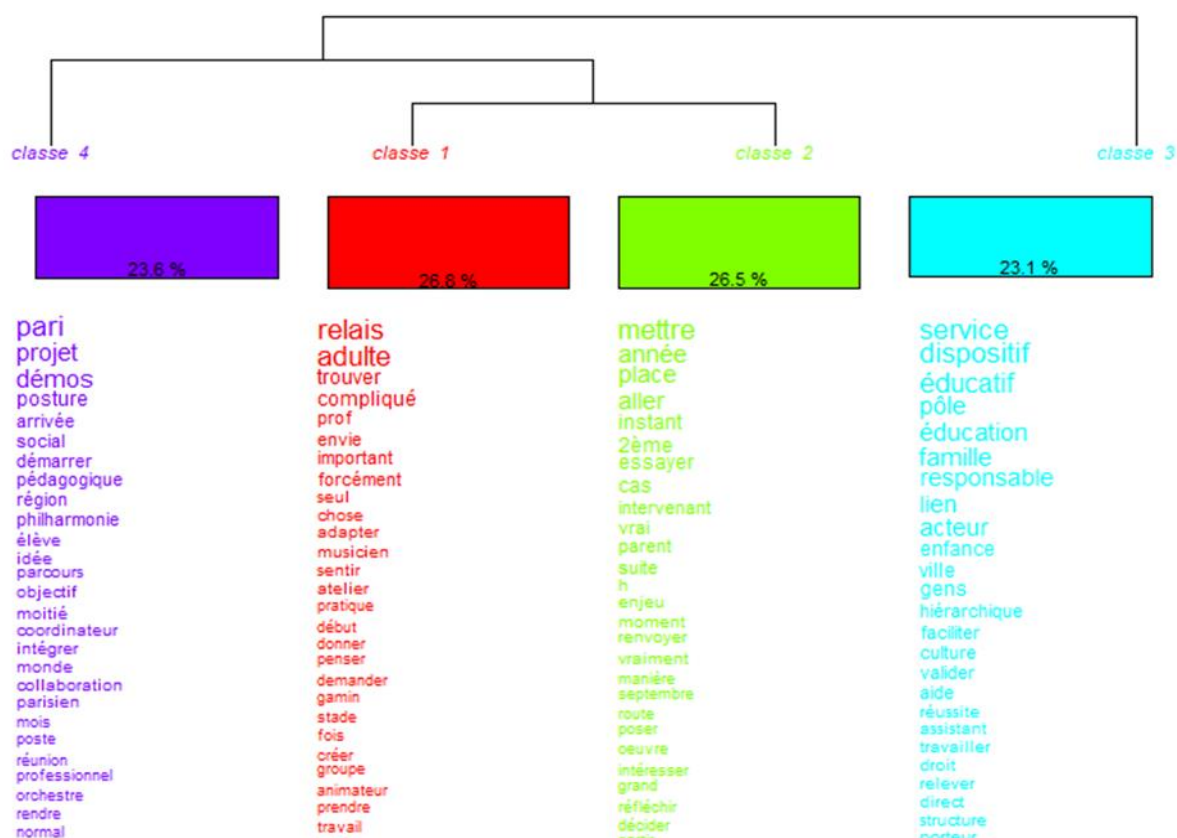 classe 4
classe 1
classe 2
classe 3
23.6 %
26.8 %
26.5 %
23.1 %
pari
projet
démos
posture
arrivée
social
démarrer
pédagogique
région
philharmonie
élève
idée
parcours
objectif
moitié
coordinateur
intégrer
monde
collaboration
parisien
mois
poste
réunion
professionnel
orchestre
rendre
normal
relais
adulte
trouver
compliqué
prof
envie
important
forcément
seul
chose
adapter
musicien
sentir
atelier
pratique
début
donner
penser
demander
gamin
stade
fois
créer
groupe
animateur
prendre
travail
mettre
année
place
aller
instant
2ème
essayer
cas
intervenant
vrai
parent
suite
h
enjeu
moment
renvoyer
vraiment
manière
septembre
route
poser
oeuvre
intéresser
grand
réfléchir
décider
service
dispositif
éducatif
pôle
éducation
famille
responsable
lien
acteur
enfance
ville
gens
hiérarchique
faciliter
culture
valider
aide
réussite
assistant
travailler
droit
relever
direct
structure
porteur